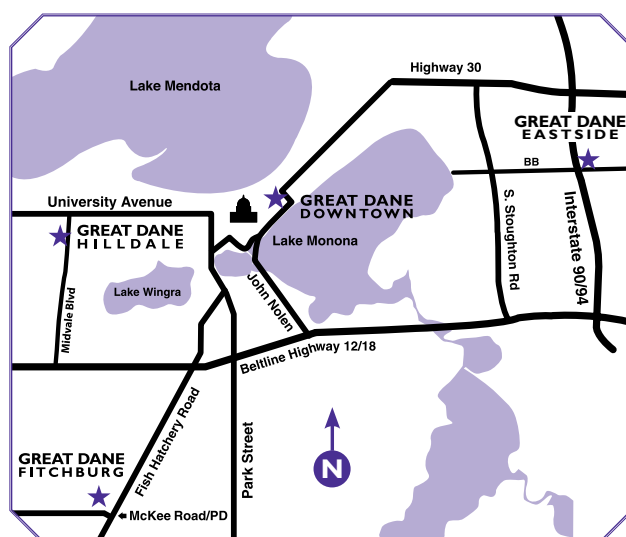 Highway 30
Lake Mendota
GREAT DANE
EASTSIDE
BB
University Avenue
GREAT DANE
DOWNTOWN
S. Stoughton Rd
Interstate 90/94
GREAT DANE
HILLDALE
Lake Monona
Lake Wingra
John Nolen
Midvale Blvd
Beltline Highway 12/18
Fish Hatchery Road
Park Street
GREAT DANE
FITCHBURG
N
McKee Road/PD